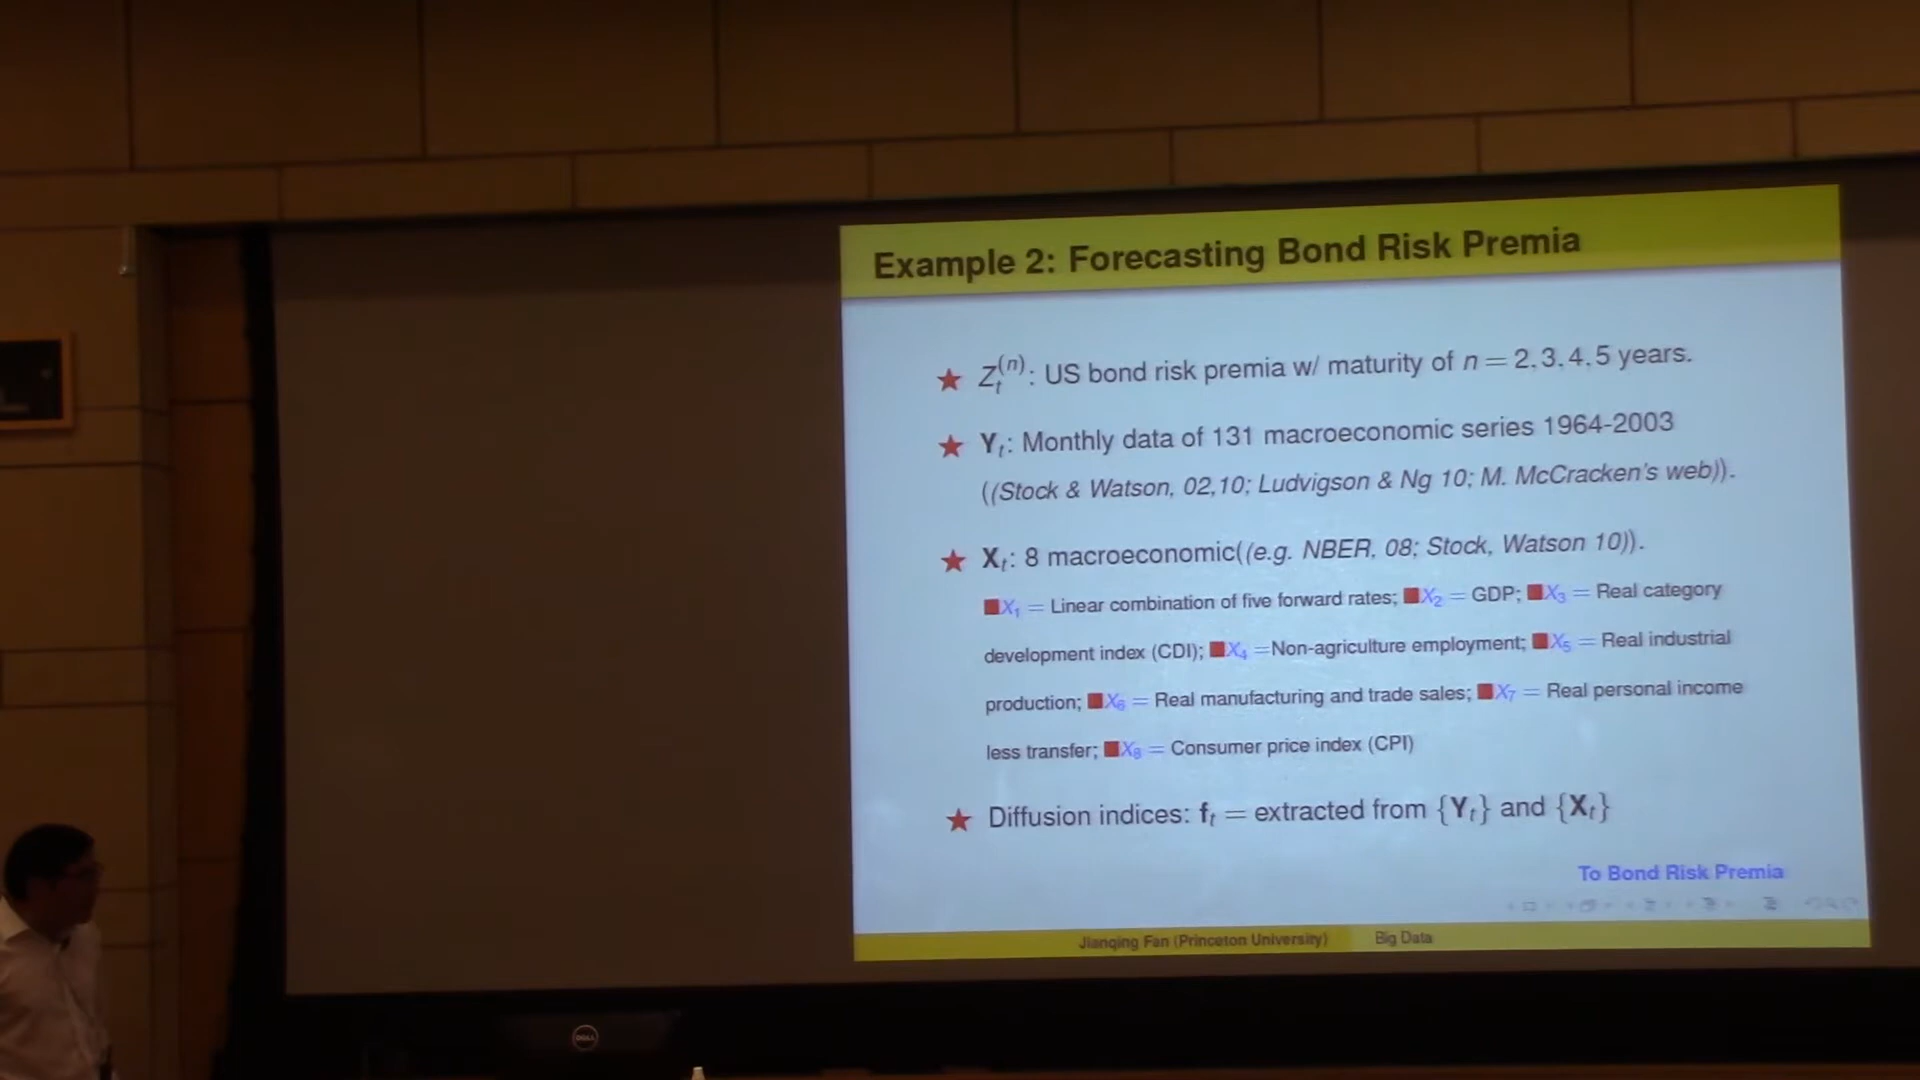 Example 2: Forecasting Bond Risk Premia
★ Z_t^(n): US bond risk premia w/ maturity of n = 2, 3, 4, 5 years.
★ Y_t: Monthly data of 131 macroeconomic series 1964-2003
((Stock & Watson, 02,10; Ludvigson & Ng 10; M. McCracken's web)).
★ X_t: 8 macroeconomic((e.g. NBER, 08; Stock, Watson 10)).
■X_1 = Linear combination of five forward rates; ■X_2 = GDP; ■X_3 = Real category
development index (CDI); ■X_4 =Non-agriculture employment; ■X_5 = Real industrial
production; ■X_6 = Real manufacturing and trade sales; ■X_7 = Real personal income
less transfer; ■X_8 = Consumer price index (CPI)
★ Diffusion indices: f_t = extracted from {Y_t} and {X_t}
To Bond Risk Premia
Jianqing Fan (Princeton University) Big Data
DELL